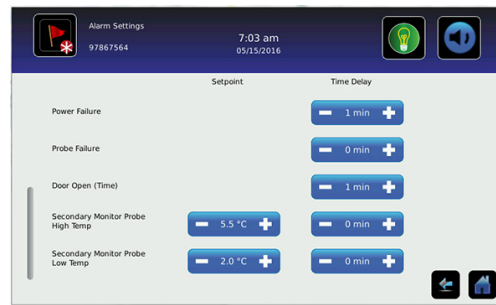 Alarm Settings
97867564
7:03 am
05/15/2016
Setpoint Time Delay
Power Failure 1 min
Probe Failure 0 min
Door Open (Time) 1 min
Secondary Monitor Probe
High Temp 5.5 °C 0 min
Secondary Monitor Probe
Low Temp 2.0 °C 0 min